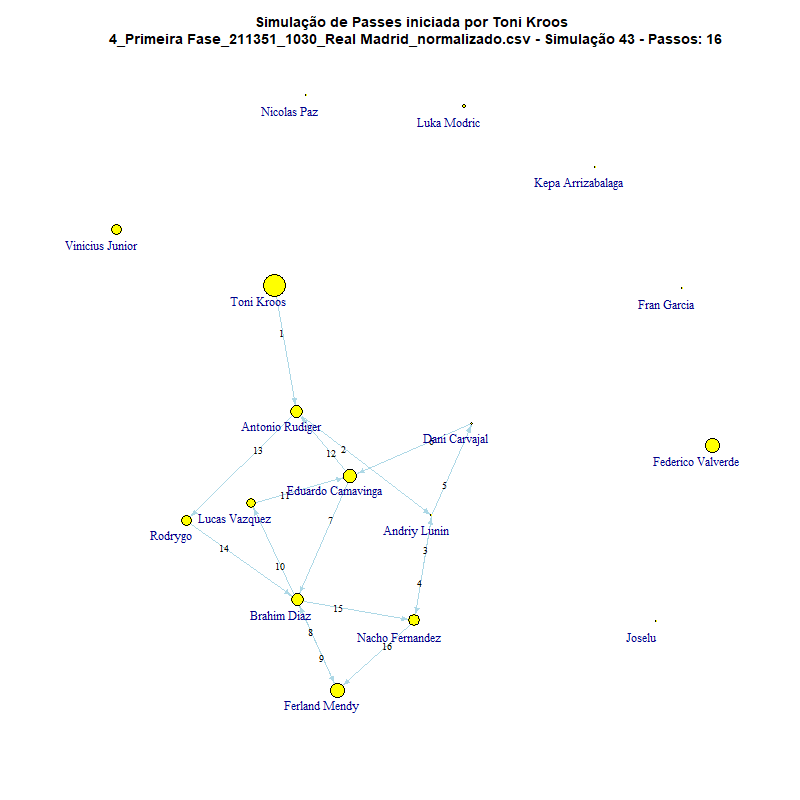 Simulação de Passes iniciada por Toni Kroos
4_Primeira Fase_211351_1030_Real Madrid_normalizado.csv - Simulação 43 - Passos: 16
Nicolas Paz
Luka Modric
Kepa Arrizabalaga
Vinicius Junior
Toni Kroos
Fran Garcia
1
Antonio Rudiger
Dani Carvajal
6
13
12
2
Federico Valverde
Eduardo Camavinga
5
11
Lucas Vazquez
7
Andriy Lunin
Rodrygo
14
3
10
4
Brahim Diaz
15
8
Nacho Fernandez
Joselu
16
9
Ferland Mendy